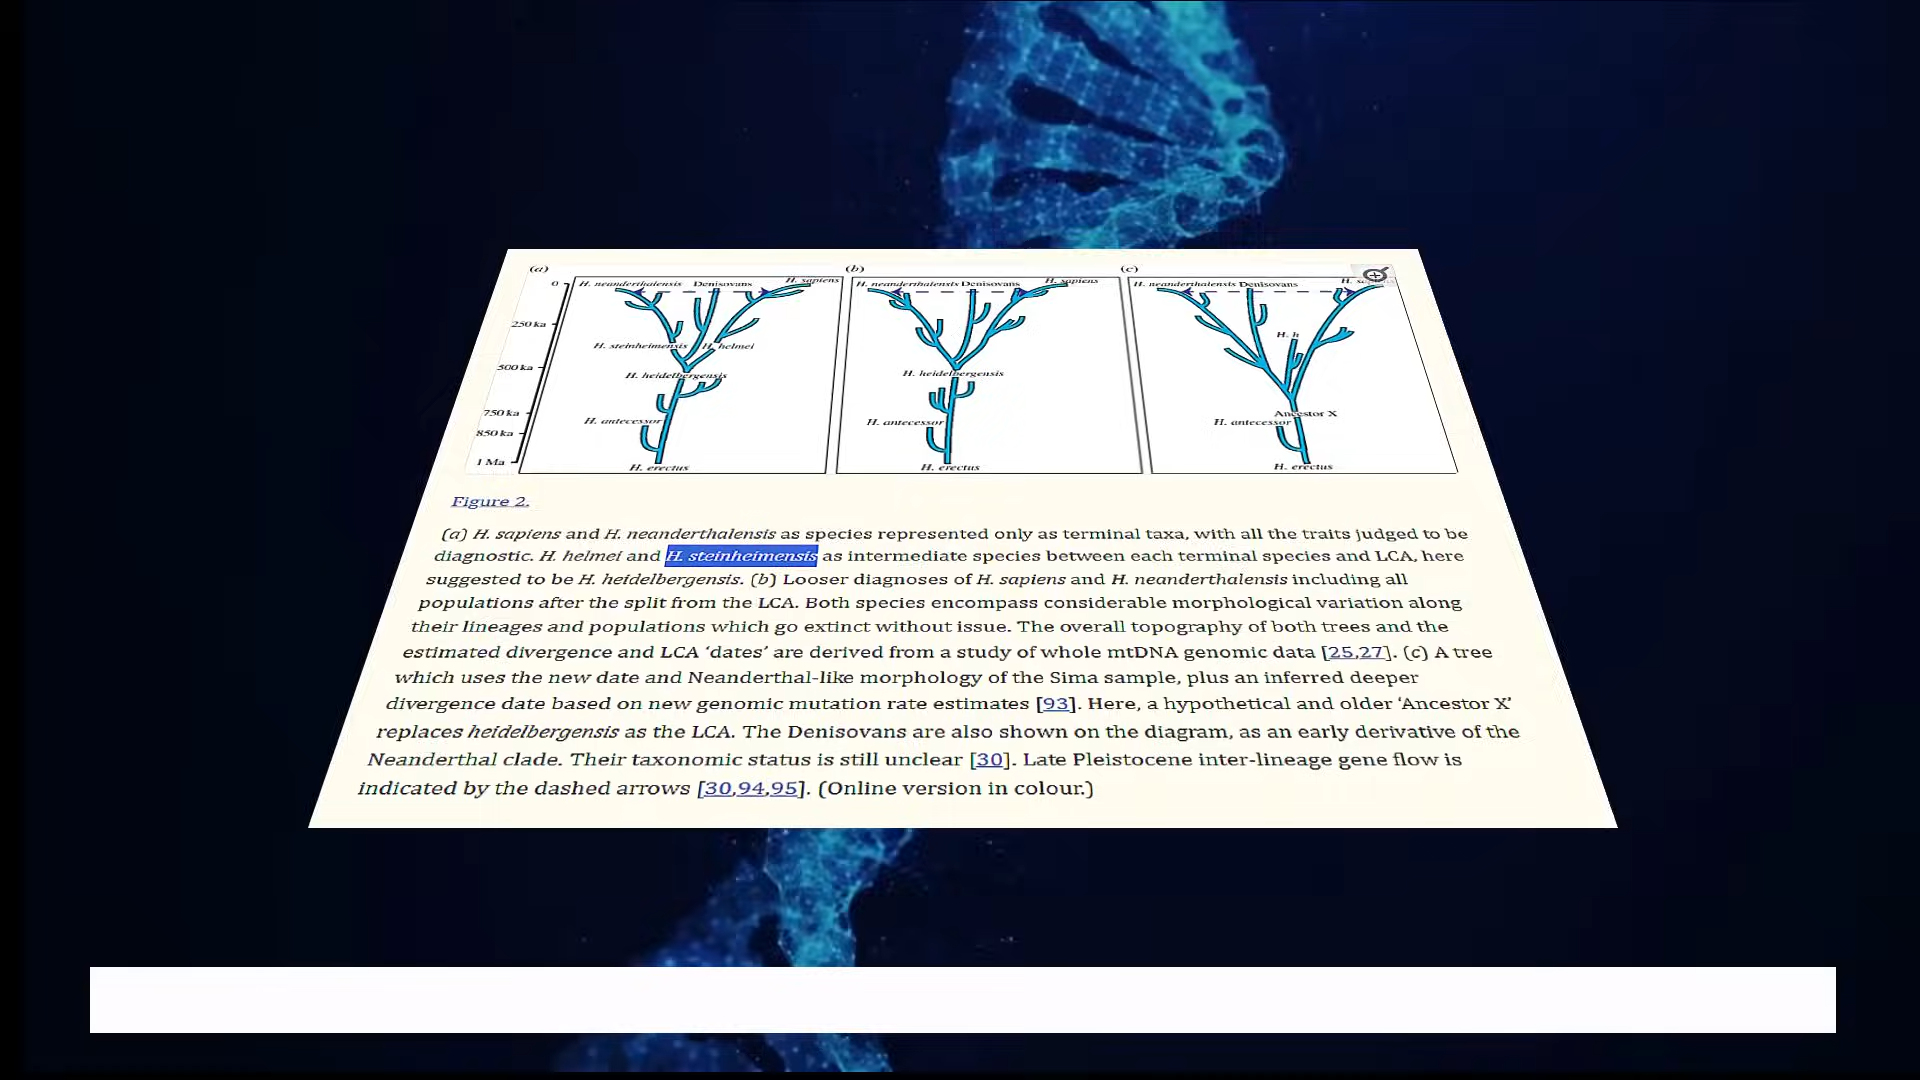 (a) (b) (c)
H. neanderthalensis Denisovans H. sapiens H. neanderthalensis Denisovans H. sapiens H. neanderthalensis Denisovans H. sapiens
0
250 ka
H. h
H. steinheimensis H. helmei
500 ka
H. heidelbergensis H. heidelbergensis
750 ka
Ancestor X
H. antecessor H. antecessor H. antecessor
850 ka
1 Ma
H. erectus H. erectus H. erectus
Figure 2.
(a) H. sapiens and H. neanderthalensis as species represented only as terminal taxa, with all the traits judged to be
diagnostic. H. helmei and H. steinheimensis as intermediate species between each terminal species and LCA, here
suggested to be H. heidelbergensis. (b) Looser diagnoses of H. sapiens and H. neanderthalensis including all
populations after the split from the LCA. Both species encompass considerable morphological variation along
their lineages and populations which go extinct without issue. The overall topography of both trees and the
estimated divergence and LCA ‘dates’ are derived from a study of whole mtDNA genomic data [25,27]. (c) A tree
which uses the new date and Neanderthal-like morphology of the Sima sample, plus an inferred deeper
divergence date based on new genomic mutation rate estimates [93]. Here, a hypothetical and older ‘Ancestor X’
replaces heidelbergensis as the LCA. The Denisovans are also shown on the diagram, as an early derivative of the
Neanderthal clade. Their taxonomic status is still unclear [30]. Late Pleistocene inter-lineage gene flow is
indicated by the dashed arrows [30,94,95]. (Online version in colour.)